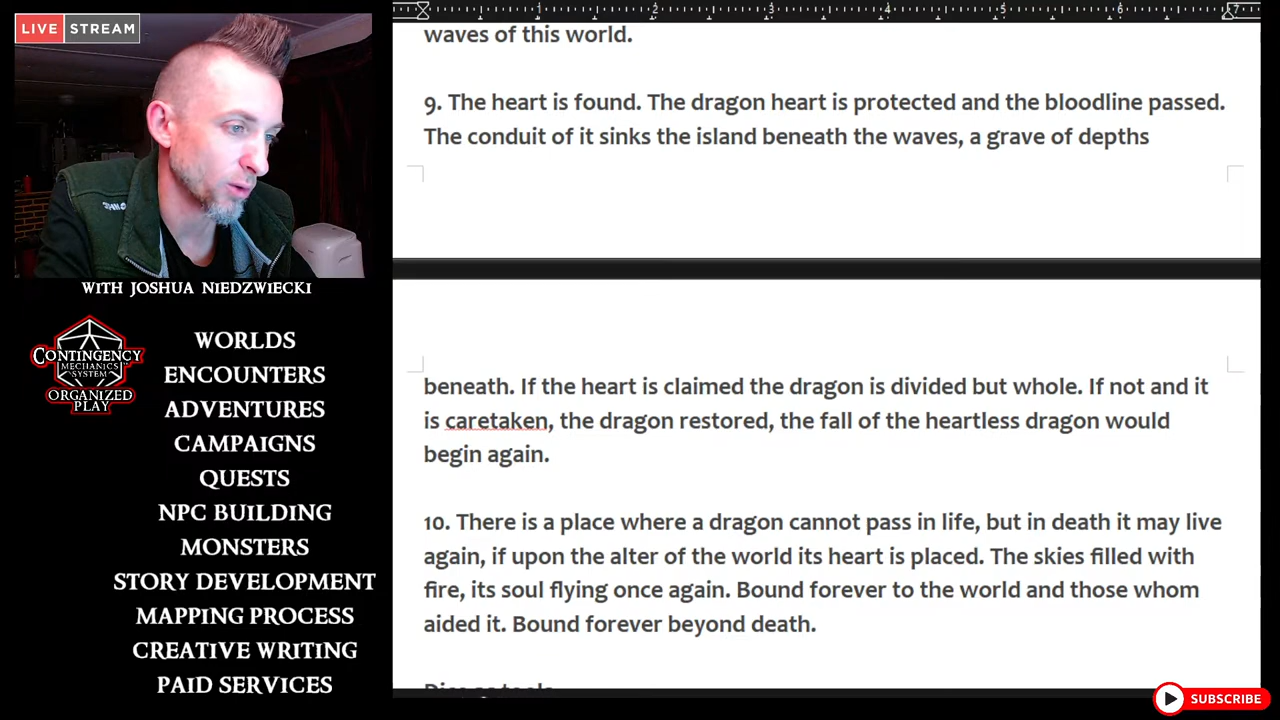 LIVE STREAM
WITH JOSHUA NIEDZWIECKI
CONTINGENCY
MECHANICS
SYSTEM
ORGANIZED
PLAY
WORLDS
ENCOUNTERS
ADVENTURES
CAMPAIGNS
QUESTS
NPC BUILDING
MONSTERS
STORY DEVELOPMENT
MAPPING PROCESS
CREATIVE WRITING
PAID SERVICES
1 2 3 4 5 6 7
waves of this world.
9. The heart is found. The dragon heart is protected and the bloodline passed.
The conduit of it sinks the island beneath the waves, a grave of depths
beneath. If the heart is claimed the dragon is divided but whole. If not and it
is caretaken, the dragon restored, the fall of the heartless dragon would
begin again.
10. There is a place where a dragon cannot pass in life, but in death it may live
again, if upon the alter of the world its heart is placed. The skies filled with
fire, its soul flying once again. Bound forever to the world and those whom
aided it. Bound forever beyond death.
SUBSCRIBE